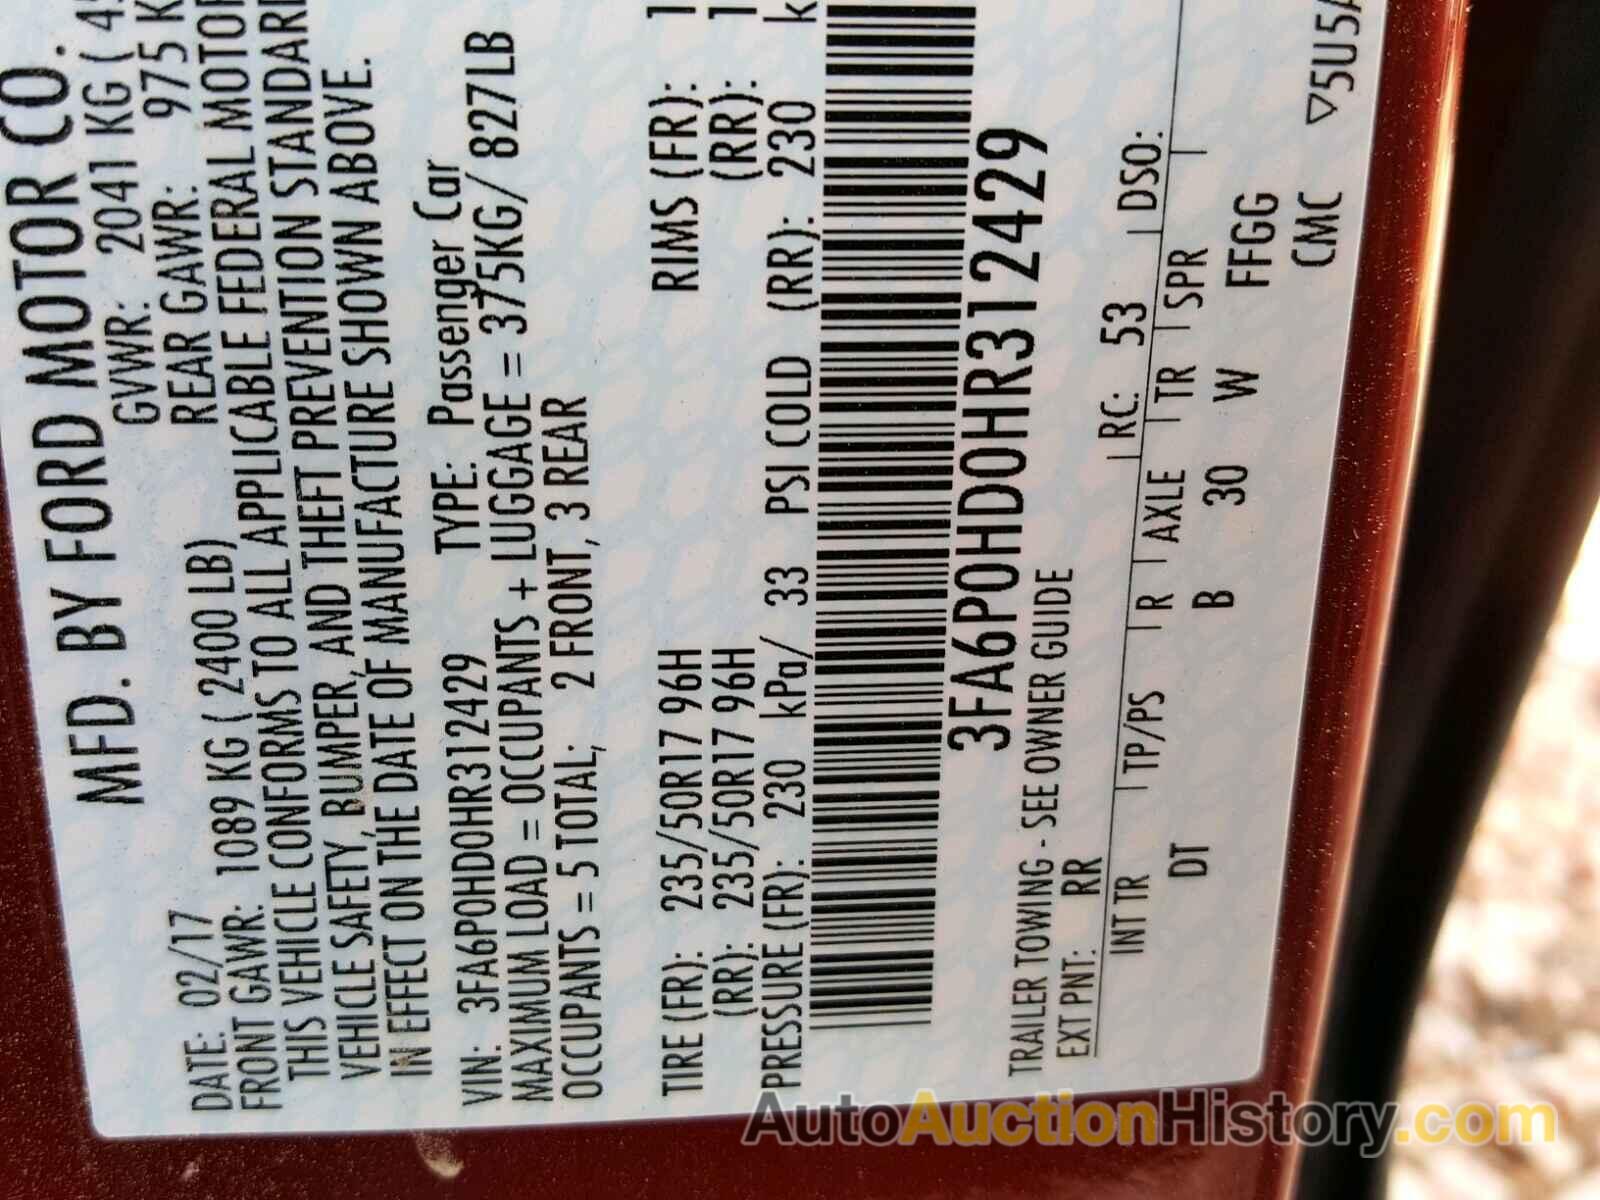 MFD. BY FORD MOTOR CO.
DATE: 02/17 GVWR: 2041 KG (
FRONT GAWR: 1089 KG ( 2400 LB) REAR GAWR: 975 K
THIS VEHICLE CONFORMS TO ALL APPLICABLE FEDERAL MOTOR
VEHICLE SAFETY, BUMPER, AND THEFT PREVENTION STANDARD
IN EFFECT ON THE DATE OF MANUFACTURE SHOWN ABOVE.
VIN: 3FA6P0HD0HR312429 TYPE: Passenger Car
MAXIMUM LOAD = OCCUPANTS + LUGGAGE = 375KG/ 827LB
OCCUPANTS = 5 TOTAL; 2 FRONT, 3 REAR
TIRE (FR): 235/50R17 96H RIMS (FR): 1
(RR): 235/50R17 96H (RR): 1
PRESSURE (FR): 230 kPa/ 33 PSI COLD (RR): 230 k
3FA6P0HD0HR312429
TRAILER TOWING - SEE OWNER GUIDE
EXT PNT: RR RC: 53 DSO:
INT TR TP/PS R AXLE TR SPR
DT B 30 W FFGG
CMC ▽5U5A
AutoAuctionHistory.com